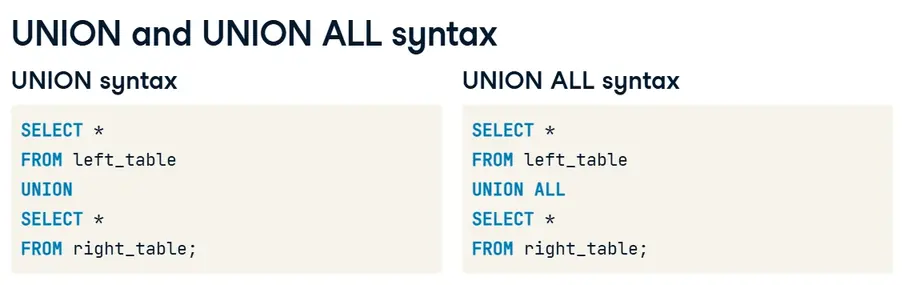 UNION and UNION ALL syntax
UNION syntax
SELECT *
FROM left_table
UNION
SELECT *
FROM right_table;
UNION ALL syntax
SELECT *
FROM left_table
UNION ALL
SELECT *
FROM right_table;